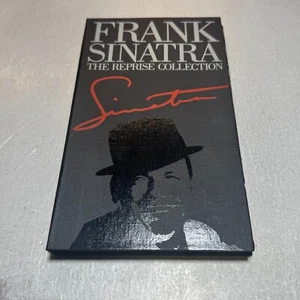 FRANK
SINATRA
THE REPRISE COLLECTION
Sinatra